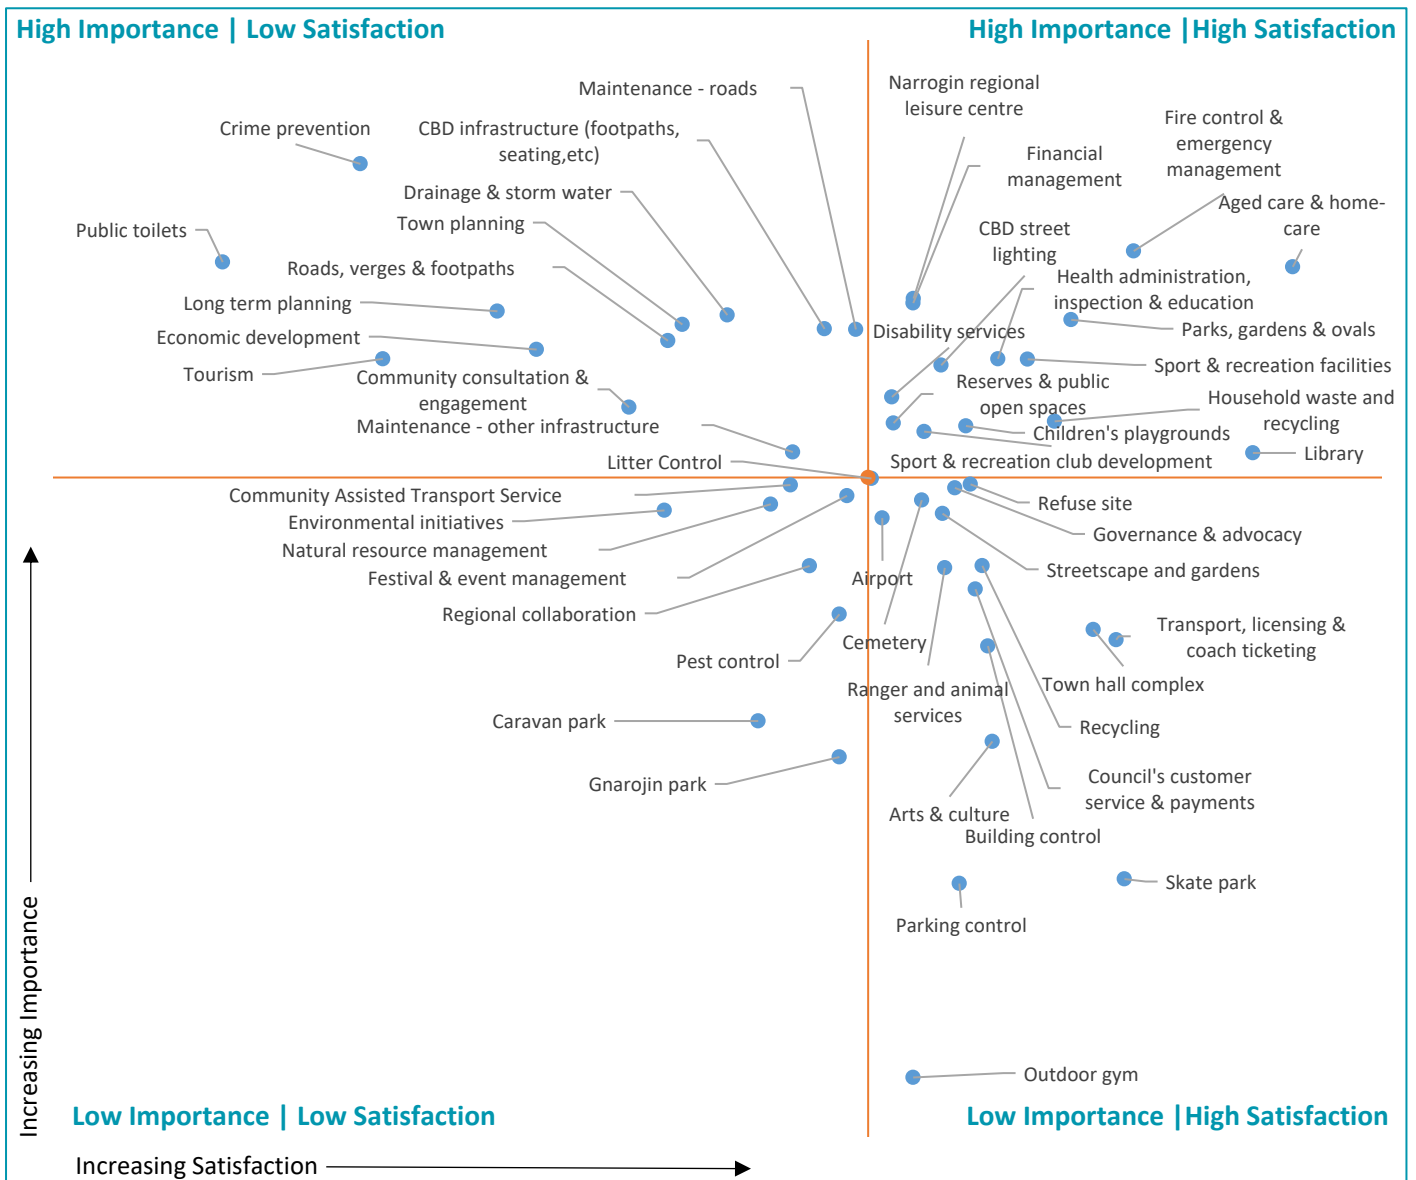 High Importance | Low Satisfaction
High Importance |High Satisfaction
Maintenance - roads
Crime prevention
CBD infrastructure (footpaths,
seating,etc)
Drainage & storm water
Town planning
Public toilets
Roads, verges & footpaths
Long term planning
Economic development
Tourism
Community consultation &
engagement
Maintenance - other infrastructure
Litter Control
Narrogin regional
leisure centre
Financial
management
Fire control &
emergency
management
Aged care & home-
care
CBD street
lighting
Health administration,
inspection & education
Disability services
Parks, gardens & ovals
Sport & recreation facilities
Reserves & public
open spaces
Household waste and
recycling
Children's playgrounds
Sport & recreation club development
Library
Community Assisted Transport Service
Environmental initiatives
Natural resource management
Festival & event management
Regional collaboration
Pest control
Caravan park
Gnarojin park
Refuse site
Governance & advocacy
Streetscape and gardens
Airport
Cemetery
Ranger and animal
services
Transport, licensing &
coach ticketing
Town hall complex
Recycling
Council's customer
service & payments
Arts & culture
Building control
Skate park
Parking control
Outdoor gym
Increasing Importance
Low Importance | Low Satisfaction
Low Importance |High Satisfaction
Increasing Satisfaction